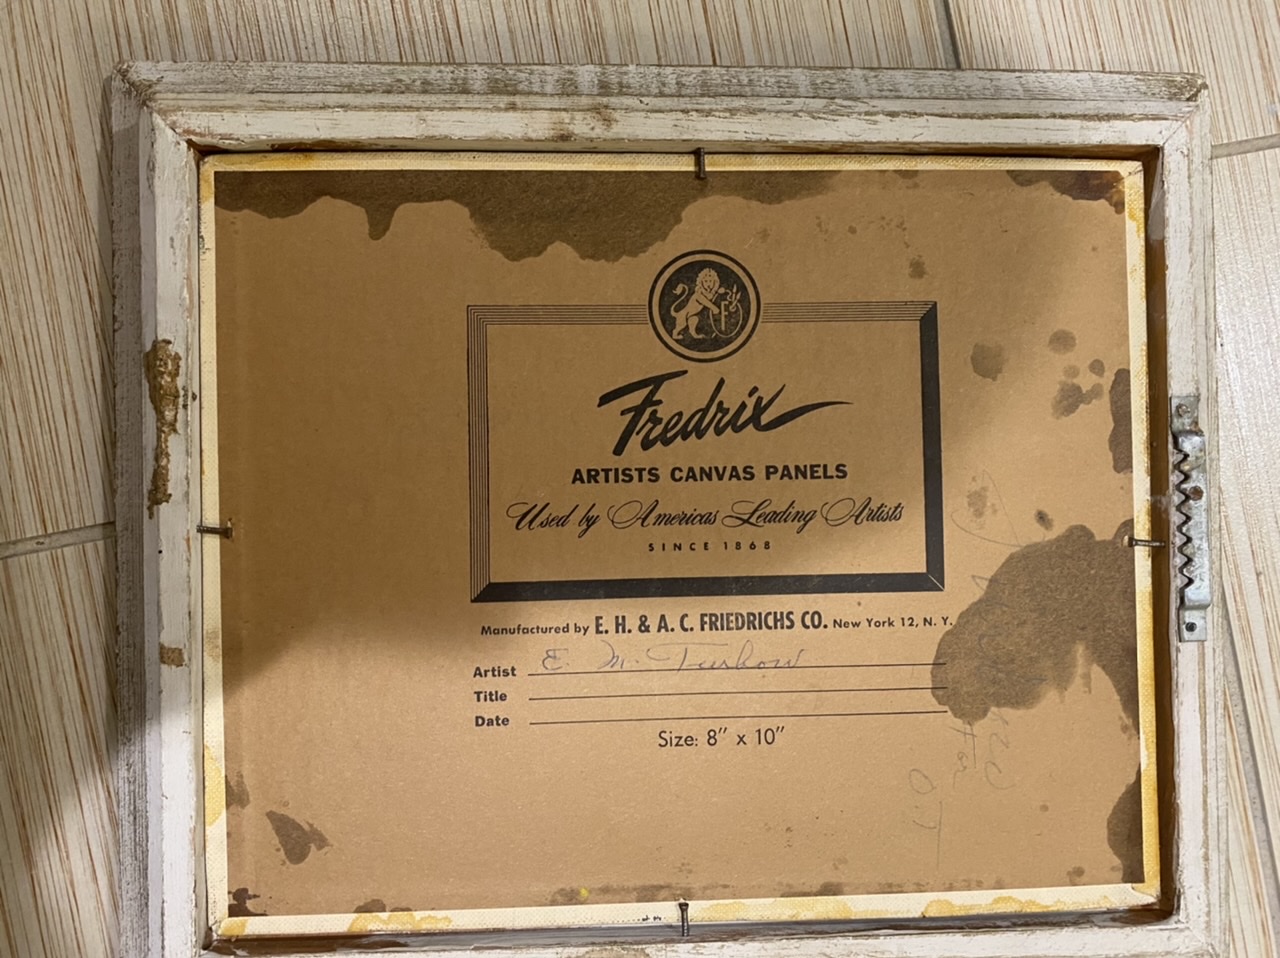 F
Fredrix
ARTISTS CANVAS PANELS
Used by Americas Leading Artists
SINCE 1868
Manufactured by E. H. & A. C. FRIEDRICHS CO. New York 12, N. Y.
Artist E. M. Turbow
Title
Date
Size: 8" x 10"